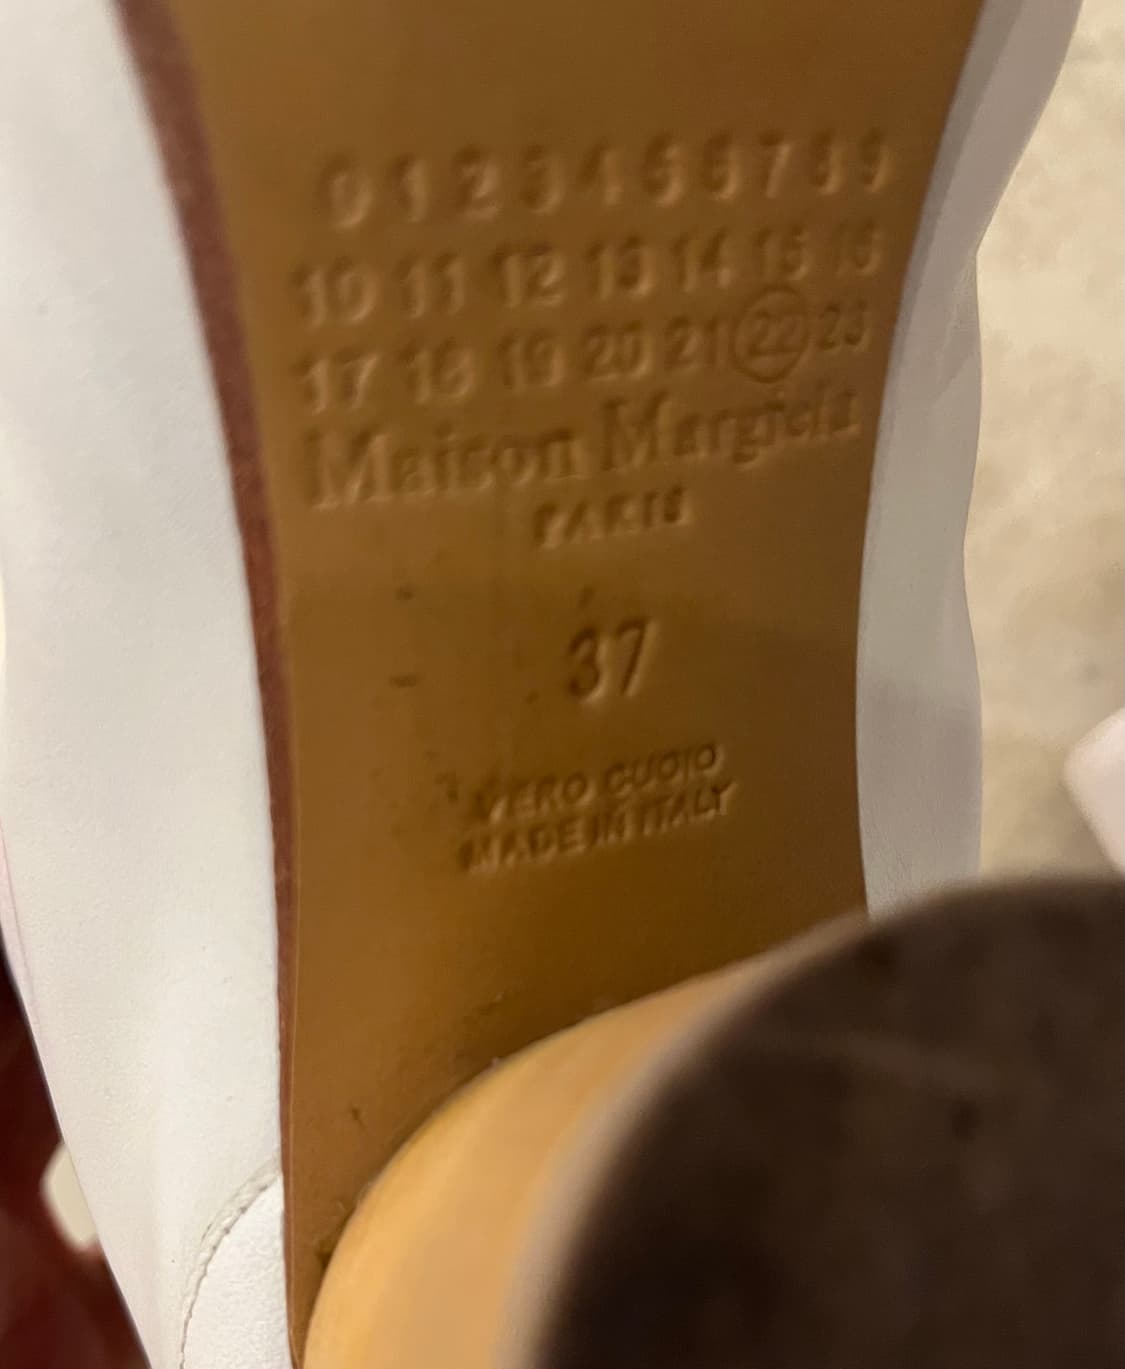 0 1 2 3 4 5 6 7 8 9
10 11 12 13 14 15 16
17 18 19 20 21 22 23
Maison Margiela
PARIS
37
VERO CUOIO
MADE IN ITALY